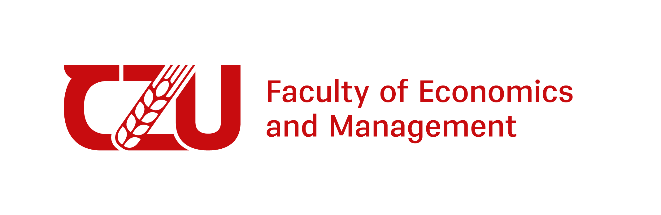 ČZU
Faculty of Economics
and Management